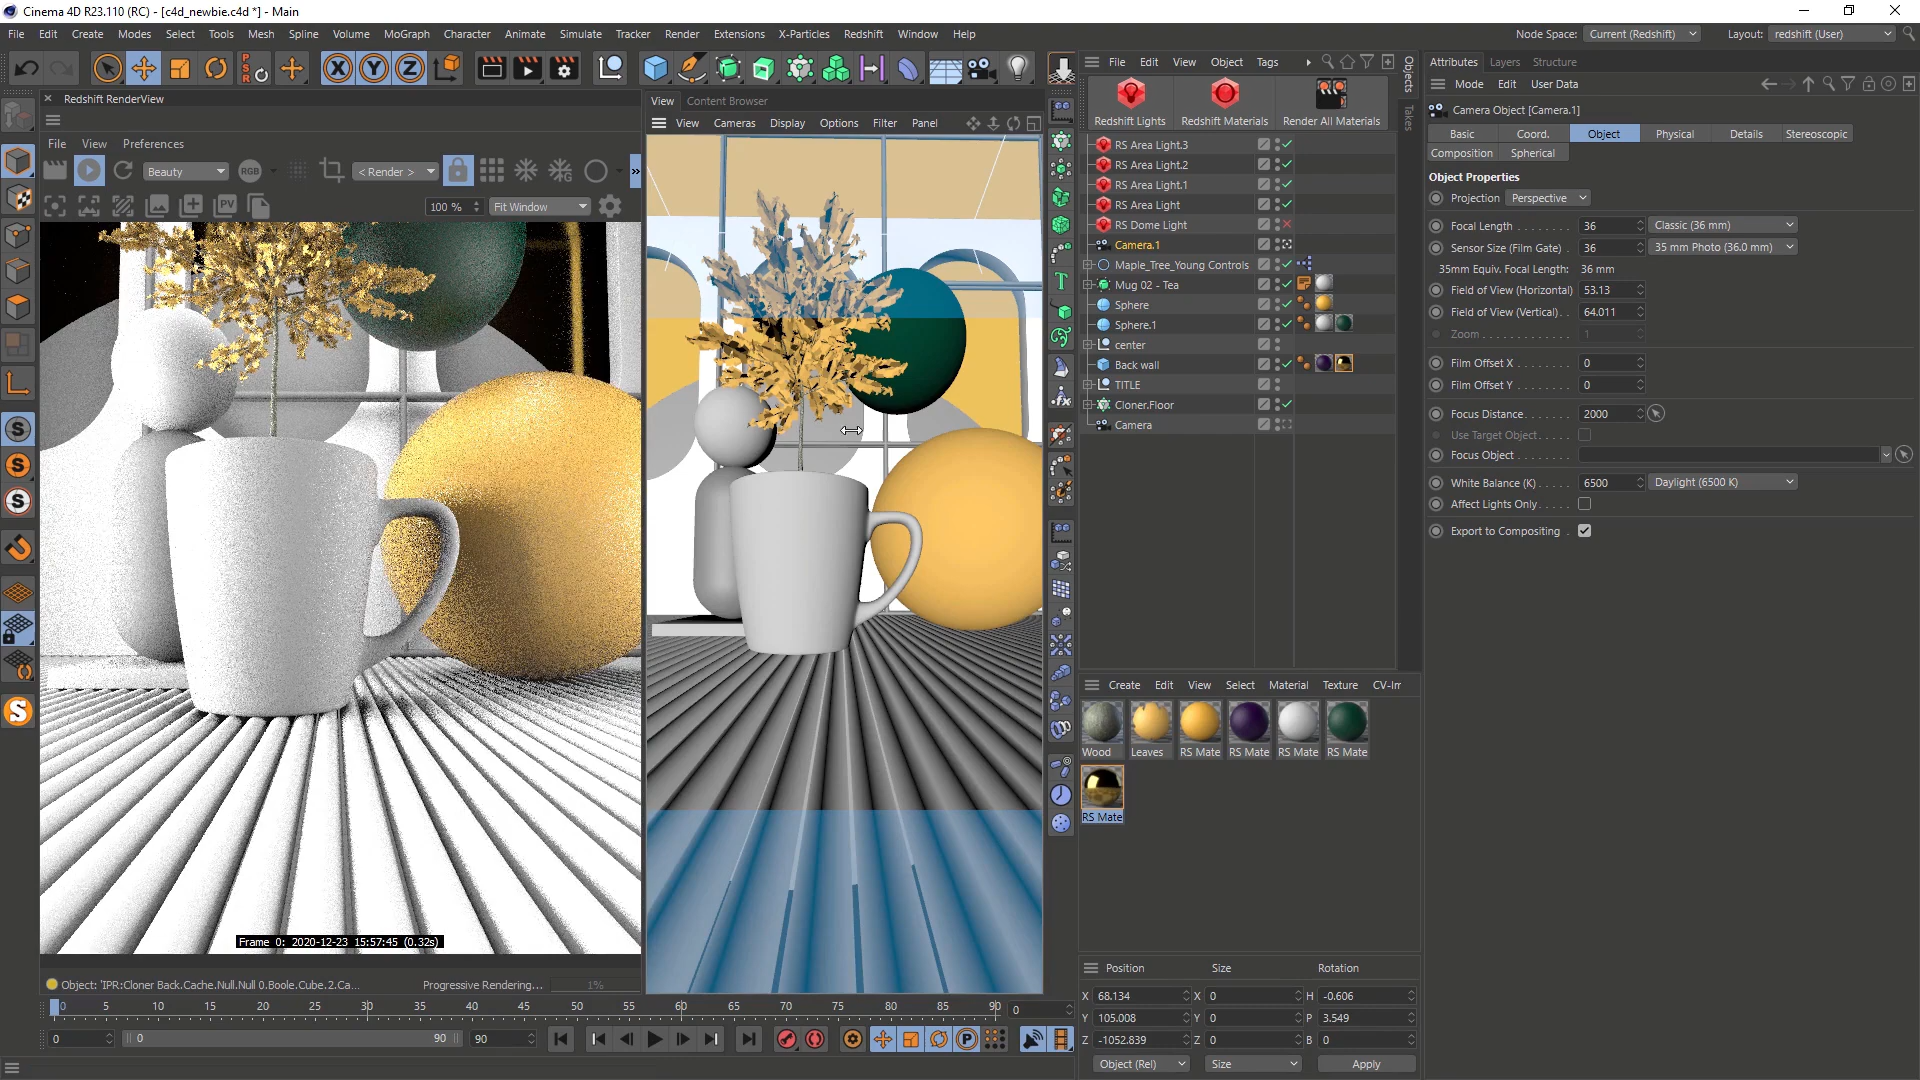 Cinema 4D R23.110 (RC) - [c4d_newbie.c4d *] - Main
File Edit Create Modes Select Tools Mesh Spline Volume MoGraph Character Animate Simulate Tracker Render Extensions X-Particles Redshift Window Help
Node Space: Current (Redshift) Layout: redshift (User)
PSR X Y Z
Redshift RenderView
File View Preferences
Beauty RGB < Render >
PV 100 % Fit Window
Frame 0: 2020-12-23 15:57:45 (0.32s)
Object: 'IPR:Cloner Back.Cache.Null.Null 0.Boole.Cube.2.Ca... Progressive Rendering... 1%
View Content Browser
View Cameras Display Options Filter Panel
File Edit View Object Tags
Objects
Takes
Redshift Lights Redshift Materials Render All Materials
RS Area Light.3
RS Area Light.2
RS Area Light.1
RS Area Light
RS Dome Light
Camera.1
Maple_Tree_Young Controls
Mug 02 - Tea
Sphere
Sphere.1
center
Back wall
TITLE
Cloner.Floor
Camera
Create Edit View Select Material Texture CV-Ir
Wood Leaves RS Mate RS Mate RS Mate RS Mate
RS Mate
Attributes Layers Structure
Mode Edit User Data
Camera Object [Camera.1]
Basic Coord. Object Physical Details Stereoscopic
Composition Spherical
Object Properties
Projection Perspective
Focal Length . . . . . . . . 36 Classic (36 mm)
Sensor Size (Film Gate) . 36 35 mm Photo (36.0 mm)
35mm Equiv. Focal Length: 36 mm
Field of View (Horizontal) 53.13
Field of View (Vertical) . . 64.011
Zoom . . . . . . . . . . . . . 1
Film Offset X . . . . . . . . 0
Film Offset Y . . . . . . . . 0
Focus Distance . . . . . . . 2000
Use Target Object . . . . .
Focus Object . . . . . . . .
White Balance (K) . . . . . 6500 Daylight (6500 K)
Affect Lights Only . . . . .
Export to Compositing .
0 5 10 15 20 25 30 35 40 45 50 55 60 65 70 75 80 85 90 0
0 0 90 90
Position Size Rotation
X 68.134 X 0 H -0.606
Y 105.008 Y 0 P 3.549
Z -1052.839 Z 0 B 0
Object (Rel) Size Apply